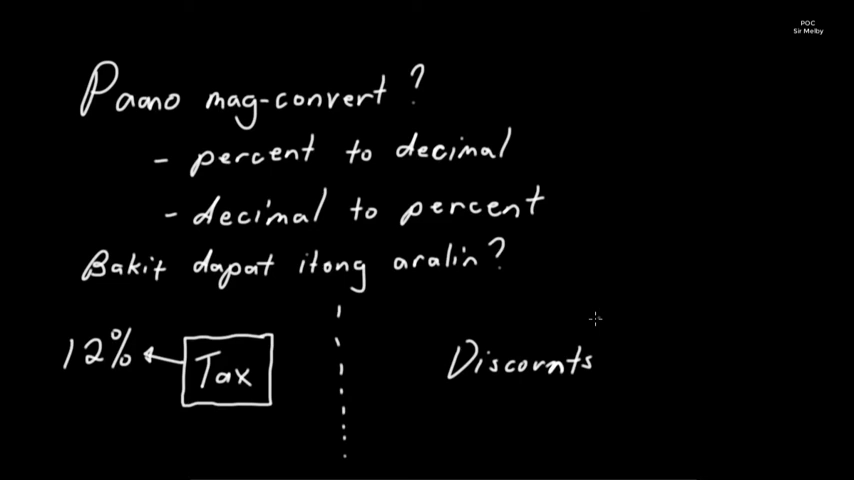 POC
Sir Melby
Paano mag-convert?
- percent to decimal
- decimal to percent
Bakit dapat itong aralin?
12% Tax
Discounts